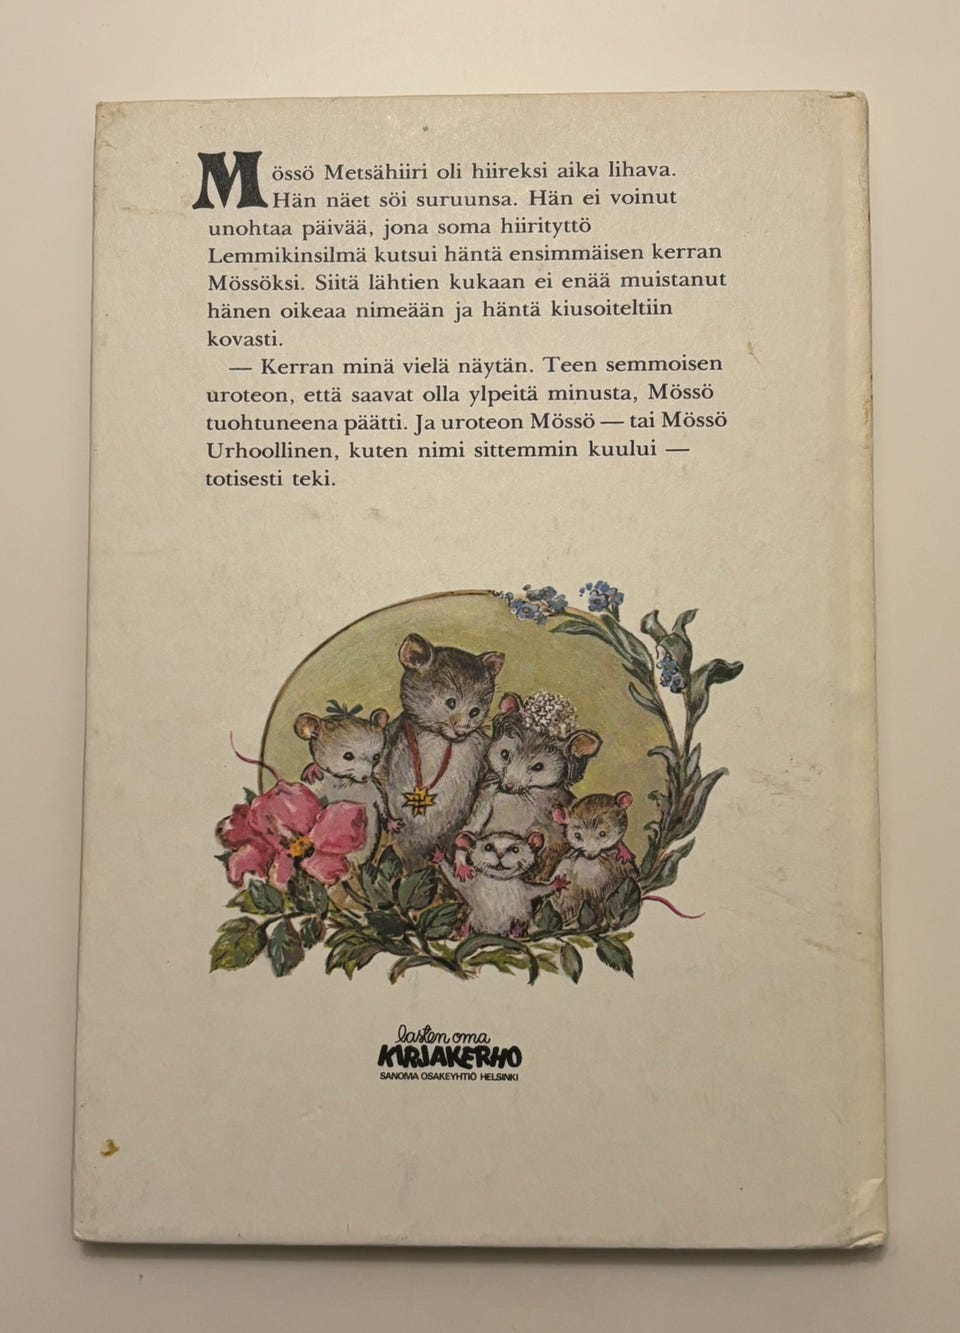 Mössö Metsähiiri oli hiireksi aika lihava.
Hän näet söi suruunsa. Hän ei voinut
unohtaa päivää, jona soma hiirityttö
Lemmikinsilmä kutsui häntä ensimmäisen kerran
Mössöksi. Siitä lähtien kukaan ei enää muistanut
hänen oikeaa nimeään ja häntä kiusoiteltiin
kovasti.
— Kerran minä vielä näytän. Teen semmoisen
uroteon, että saavat olla ylpeitä minusta, Mössö
tuohtuneena päätti. Ja uroteon Mössö — tai Mössö
Urhoollinen, kuten nimi sittemmin kuului —
totisesti teki.
lasten oma
KIRJAKERHO
SANOMA OSAKEYHTIÖ HELSINKI